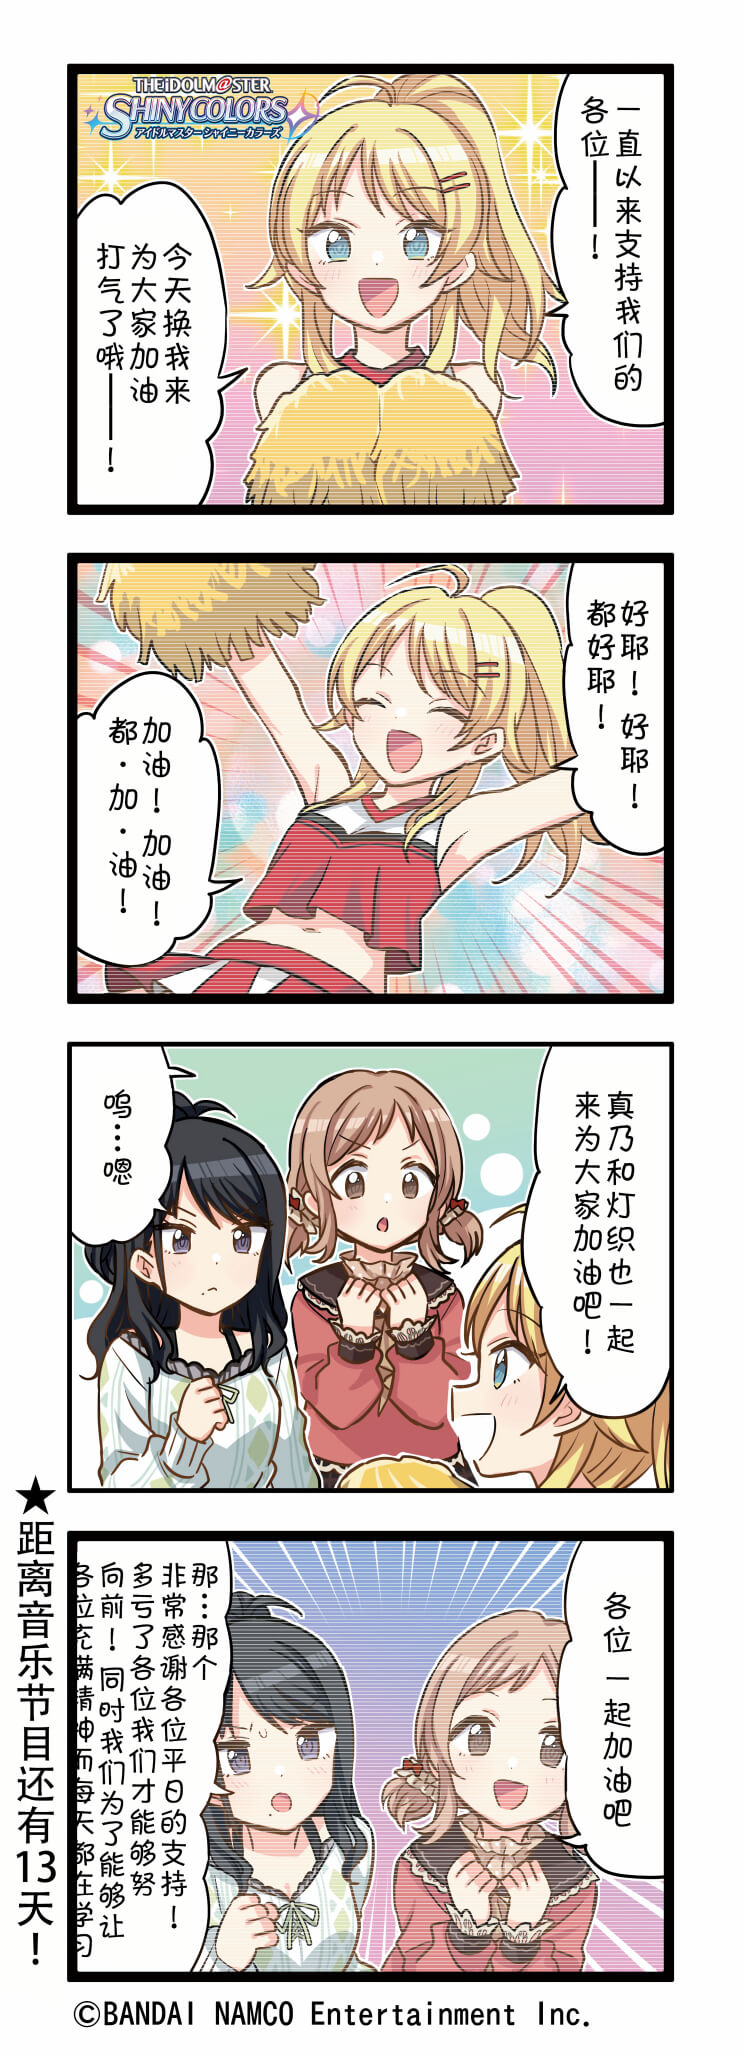 THE IDOLM@STER
SHINYCOLORS
アイドルマスターシャイニーカラーズ
一直以来支持我们的
各位——！
今天换我来
为大家加油
打气了哦——！
好耶！好耶！
都好耶！
加油！加油！
都·加·油！
真乃和灯织也一起
来为大家加油吧！
呜…嗯
各位一起加油吧
那…那个
非常感谢各位平日的支持！
多亏了各位我们才能够努
向前！同时我们为了能够让
各位充满精神而每天都在学习
★距离音乐节目还有13天！
©BANDAI NAMCO Entertainment Inc.